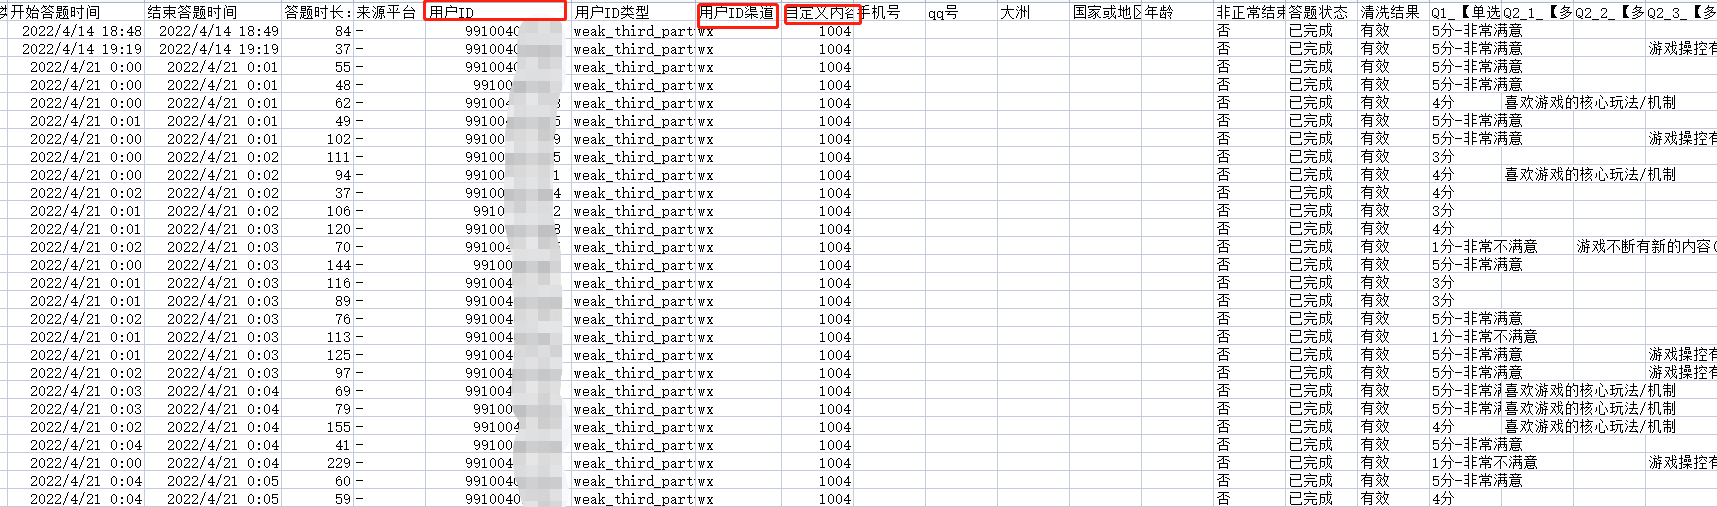 开始答题时间 结束答题时间 答题时长: 来源平台 用户ID 用户ID类型 用户ID渠道 自定义内容 手机号 qq号 大洲 国家或地区 年龄 非正常结束 答题状态 清洗结果 Q1_【单选 Q2_1_【多 Q2_2_【多 Q2_3_【多
2022/4/14 18:48 2022/4/14 18:49 84 - 9910040 weak_third_part wx 1004 否 已完成 有效 5分-非常满意
2022/4/14 19:19 2022/4/14 19:19 37 - 9910040 weak_third_part wx 1004 否 已完成 有效 5分-非常满意 游戏操控有
2022/4/21 0:00 2022/4/21 0:01 55 - 9910040 weak_third_part wx 1004 否 已完成 有效 5分-非常满意
2022/4/21 0:00 2022/4/21 0:01 48 - 99100 weak_third_part wx 1004 否 已完成 有效 5分-非常满意
2022/4/21 0:00 2022/4/21 0:01 62 - 99100 3 weak_third_part wx 1004 否 已完成 有效 4分 喜欢游戏的核心玩法/机制
2022/4/21 0:01 2022/4/21 0:01 49 - 99100 weak_third_part wx 1004 否 已完成 有效 5分-非常满意
2022/4/21 0:00 2022/4/21 0:01 102 - 99100 9 weak_third_part wx 1004 否 已完成 有效 5分-非常满意 游戏操控有
2022/4/21 0:00 2022/4/21 0:02 111 - 99100 5 weak_third_part wx 1004 否 已完成 有效 3分
2022/4/21 0:00 2022/4/21 0:02 94 - 99100 1 weak_third_part wx 1004 否 已完成 有效 4分 喜欢游戏的核心玩法/机制
2022/4/21 0:02 2022/4/21 0:02 37 - 99100 4 weak_third_part wx 1004 否 已完成 有效 4分
2022/4/21 0:01 2022/4/21 0:02 106 - 9910 2 weak_third_part wx 1004 否 已完成 有效 3分
2022/4/21 0:01 2022/4/21 0:03 120 - 99100 8 weak_third_part wx 1004 否 已完成 有效 4分
2022/4/21 0:02 2022/4/21 0:03 70 - 991004 weak_third_part wx 1004 否 已完成 有效 1分-非常不满意 游戏不断有新的内容(
2022/4/21 0:00 2022/4/21 0:03 144 - 99100 weak_third_part wx 1004 否 已完成 有效 5分-非常满意
2022/4/21 0:01 2022/4/21 0:03 116 - 991004 weak_third_part wx 1004 否 已完成 有效 3分
2022/4/21 0:01 2022/4/21 0:03 89 - 991004 weak_third_part wx 1004 否 已完成 有效 3分
2022/4/21 0:02 2022/4/21 0:03 76 - 991004 weak_third_part wx 1004 否 已完成 有效 5分-非常满意
2022/4/21 0:01 2022/4/21 0:03 113 - 991004 weak_third_part wx 1004 否 已完成 有效 1分-非常不满意
2022/4/21 0:01 2022/4/21 0:03 125 - 991004 weak_third_part wx 1004 否 已完成 有效 5分-非常满意 游戏操控有
2022/4/21 0:02 2022/4/21 0:03 97 - 991004 weak_third_part wx 1004 否 已完成 有效 5分-非常满意 游戏操控有
2022/4/21 0:03 2022/4/21 0:04 69 - 991004 weak_third_part wx 1004 否 已完成 有效 5分-非常满 喜欢游戏的核心玩法/机制
2022/4/21 0:03 2022/4/21 0:04 79 - 99100 weak_third_part wx 1004 否 已完成 有效 5分-非常满 喜欢游戏的核心玩法/机制
2022/4/21 0:02 2022/4/21 0:04 155 - 991004 weak_third_part wx 1004 否 已完成 有效 4分 喜欢游戏的核心玩法/机制
2022/4/21 0:04 2022/4/21 0:04 41 - 99100 weak_third_part wx 1004 否 已完成 有效 5分-非常满意
2022/4/21 0:00 2022/4/21 0:04 229 - 991004 weak_third_part wx 1004 否 已完成 有效 1分-非常不满意 游戏操控有
2022/4/21 0:04 2022/4/21 0:05 60 - 9910040 weak_third_part wx 1004 否 已完成 有效 5分-非常满意
2022/4/21 0:04 2022/4/21 0:05 59 - 9910040 weak_third_part wx 1004 否 已完成 有效 4分